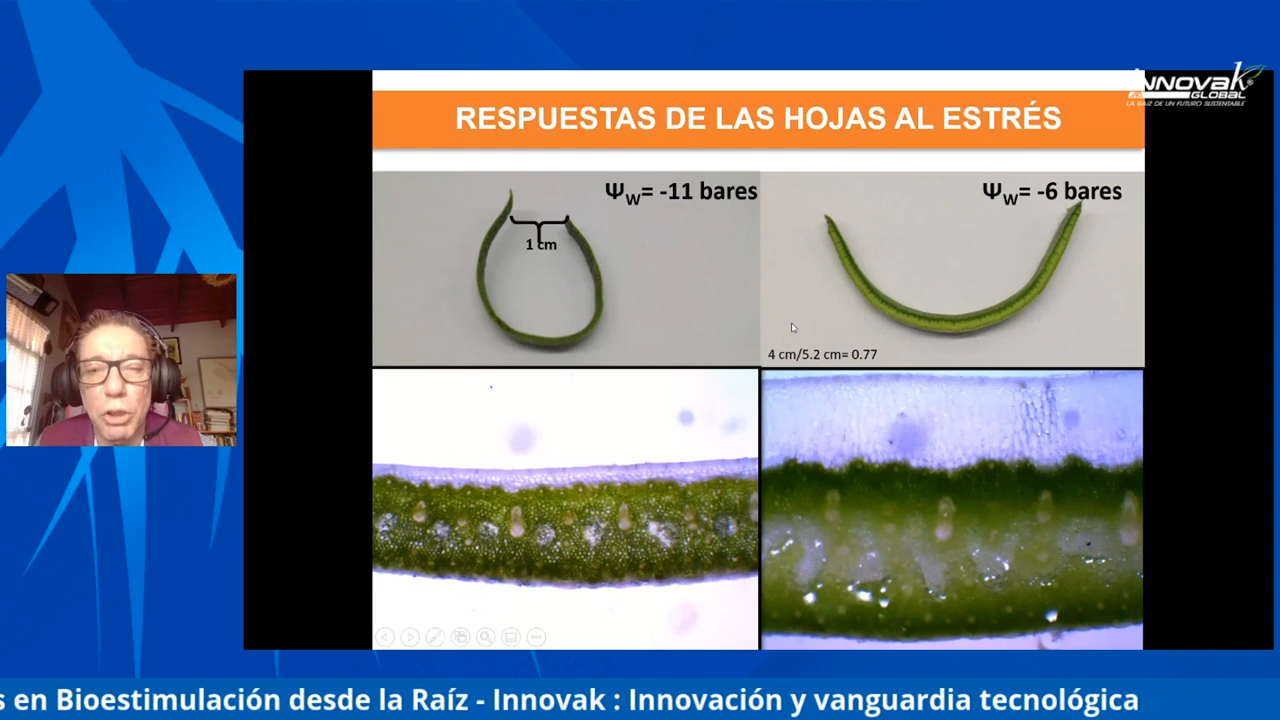 INNOVAK
GLOBAL
LA RAÍZ DE UN FUTURO SUSTENTABLE
RESPUESTAS DE LAS HOJAS AL ESTRÉS
ΨW= -11 bares
1 cm
ΨW= -6 bares
4 cm/5.2 cm= 0.77
s en Bioestimulación desde la Raíz - Innovak : Innovación y vanguardia tecnológica